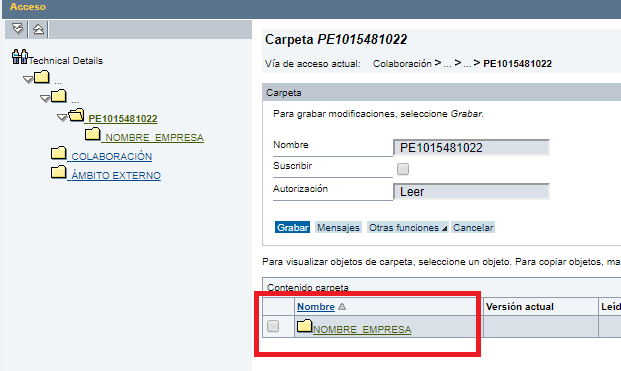 Acceso
Technical Details
...
...
PE1015481022
NOMBRE_EMPRESA
COLABORACIÓN
ÁMBITO EXTERNO
Carpeta PE1015481022
Vía de acceso actual: Colaboración > ... > ... > PE1015481022
Carpeta
Para grabar modificaciones, seleccione Grabar.
Nombre PE1015481022
Suscribir
Autorización Leer
Grabar Mensajes Otras funciones Cancelar
Para visualizar objetos de carpeta, seleccione un objeto. Para copiar objetos, ma
Contenido carpeta
Nombre Versión actual Leíd
NOMBRE_EMPRESA